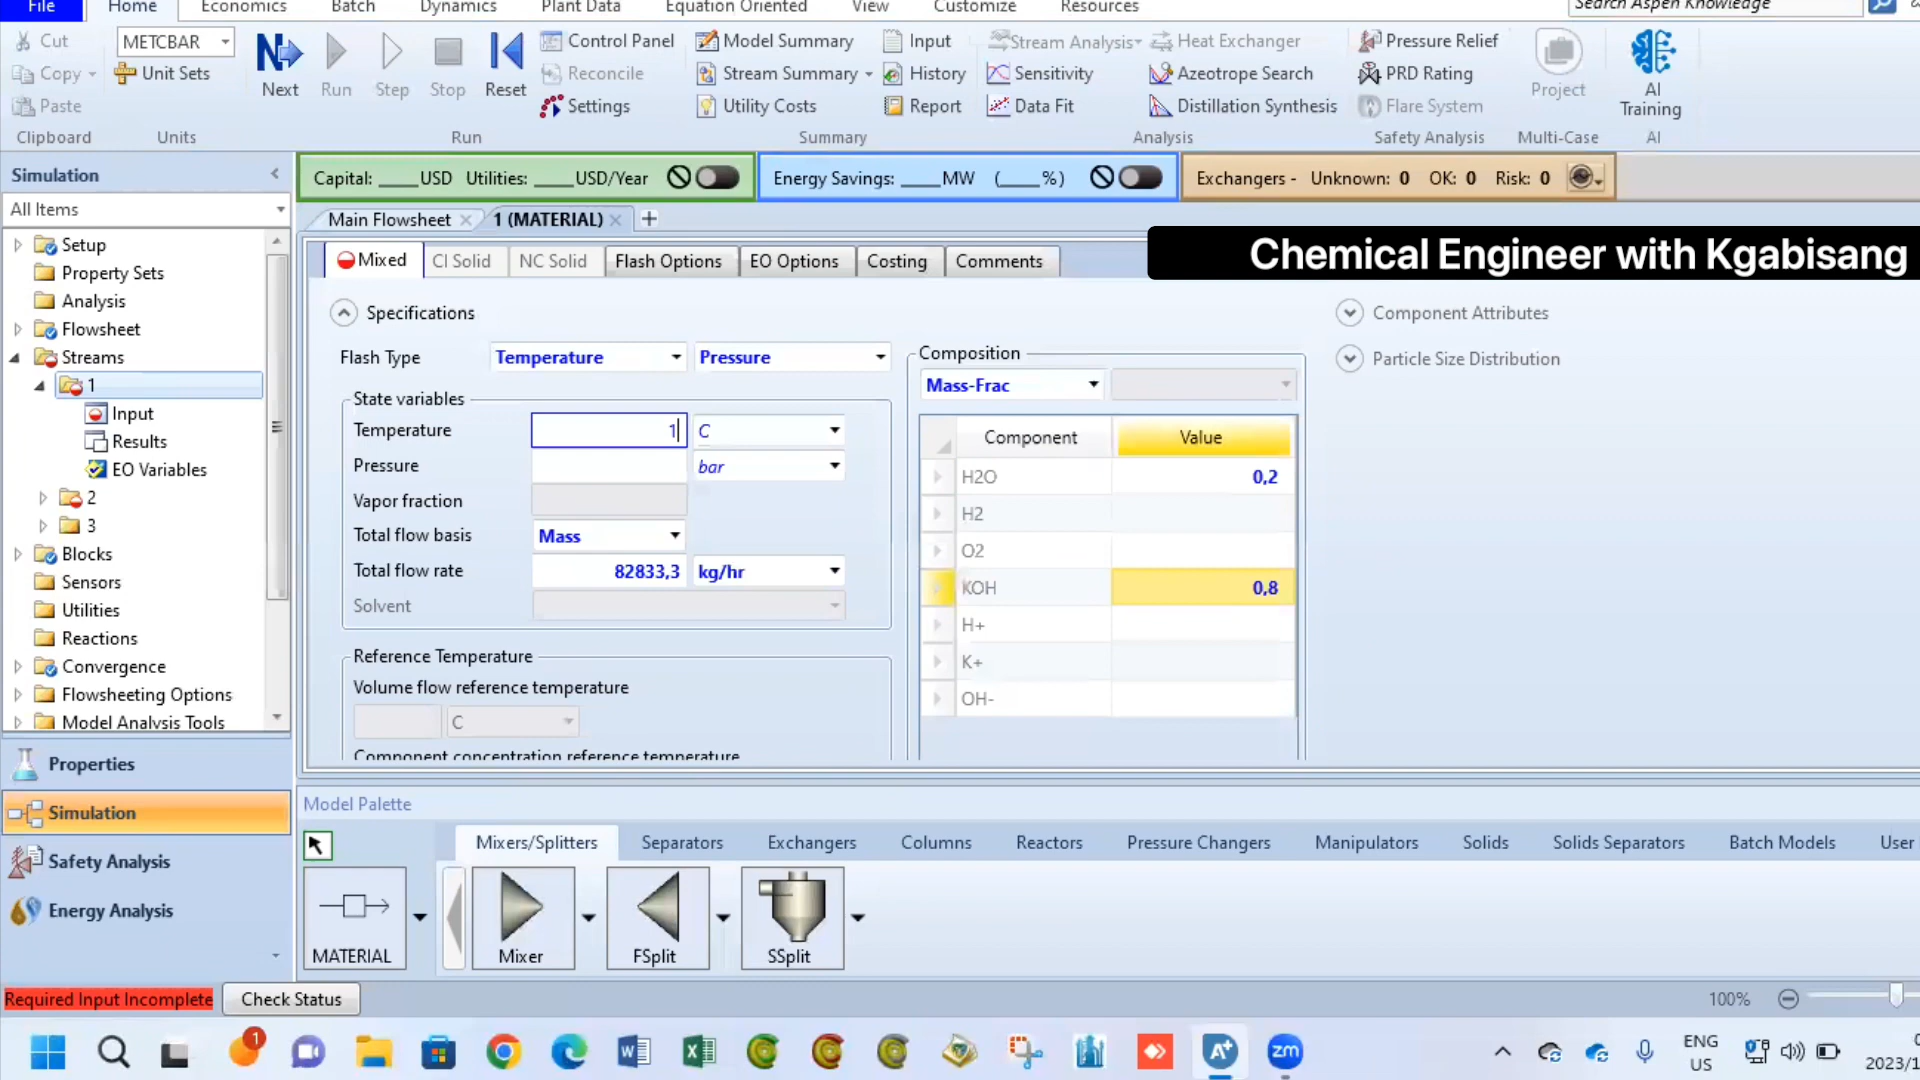 File Home Economics Batch Dynamics Plant Data Equation Oriented View Customize Resources Search Aspen Knowledge
Cut METCBAR Control Panel Model Summary Input Stream Analysis Heat Exchanger Pressure Relief
Copy Unit Sets Next Run Step Stop Reset Reconcile Stream Summary History Sensitivity Azeotrope Search PRD Rating Project AI Training
Paste Settings Utility Costs Report Data Fit Distillation Synthesis Flare System
Clipboard Units Run Summary Analysis Safety Analysis Multi-Case AI
Simulation
Capital: ____USD Utilities: ____USD/Year Energy Savings: ____MW (____%) Exchangers - Unknown: 0 OK: 0 Risk: 0
All Items
Main Flowsheet 1 (MATERIAL) +
Chemical Engineer with Kgabisang
Setup
Property Sets
Analysis
Flowsheet
Streams
1
Input
Results
EO Variables
2
3
Blocks
Sensors
Utilities
Reactions
Convergence
Flowsheeting Options
Model Analysis Tools
Properties
Simulation
Safety Analysis
Energy Analysis
Mixed CI Solid NC Solid Flash Options EO Options Costing Comments
Specifications
Flash Type Temperature Pressure
State variables
Temperature 1 C
Pressure bar
Vapor fraction
Total flow basis Mass
Total flow rate 82833,3 kg/hr
Solvent
Reference Temperature
Volume flow reference temperature
C
Component concentration reference temperature
Composition
Mass-Frac
Component Value
H2O 0,2
H2
O2
KOH 0,8
H+
K+
OH-
Component Attributes
Particle Size Distribution
Model Palette
Mixers/Splitters Separators Exchangers Columns Reactors Pressure Changers Manipulators Solids Solids Separators Batch Models User
MATERIAL Mixer FSplit SSplit
Required Input Incomplete Check Status 100%
1 W X A+ zm ENG
US
2023/1